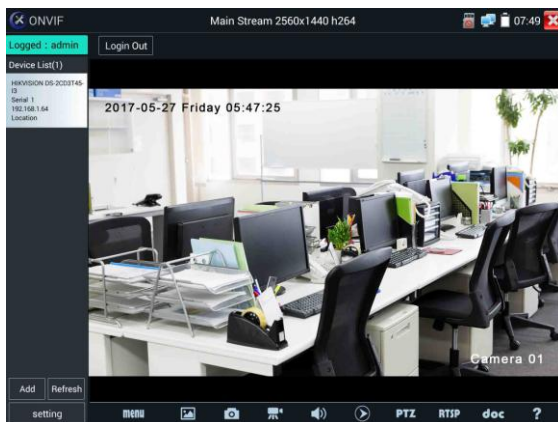 ONVIF
Main Stream 2560x1440 h264
07:49
Logged : admin
Login Out
Device List(1)
HIKVISION DS-2CD3T45-
I3
Serial 1
192.168.1.64
Location
2017-05-27 Friday 05:47:25
Camera 01
Add
Refresh
setting
menu
PTZ
RTSP
doc
?